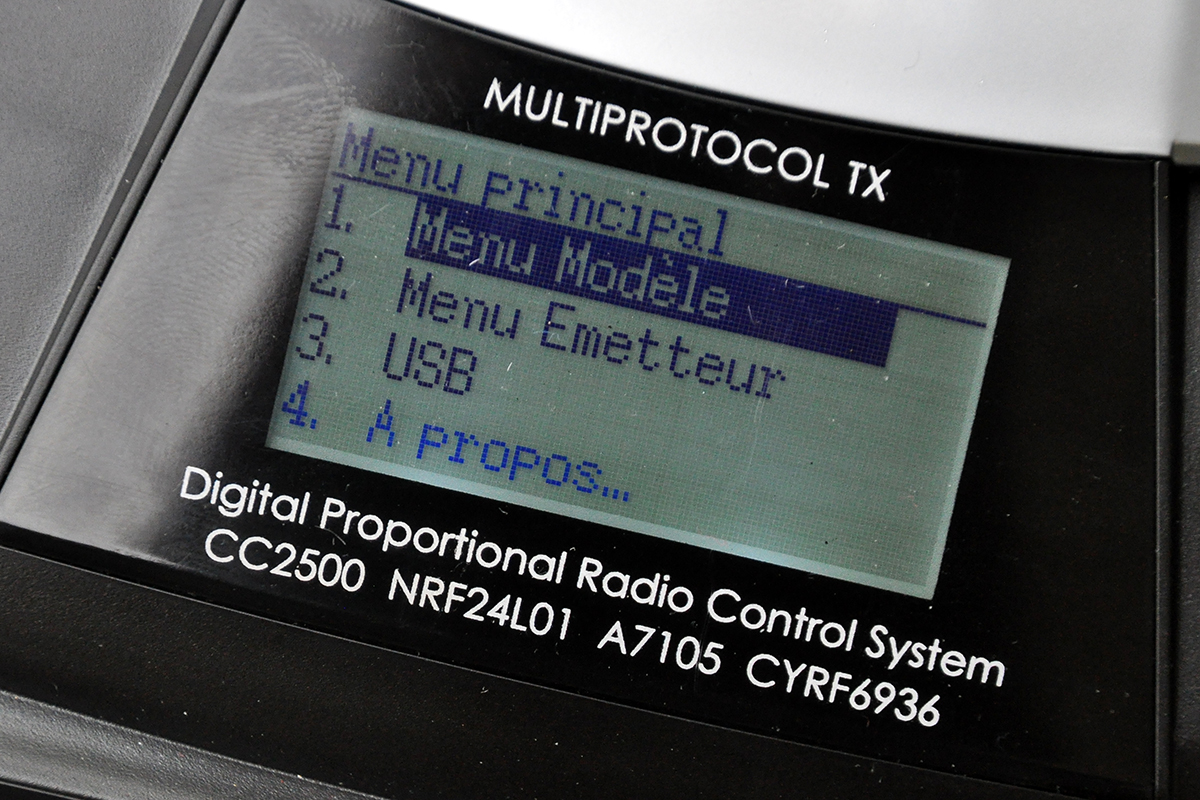 MULTIPROTOCOL TX
Menu principal
1. Menu Modèle
2. Menu Emetteur
3. USB
4. A propos...
Digital Proportional Radio Control System
CC2500 NRF24L01 A7105 CYRF6936